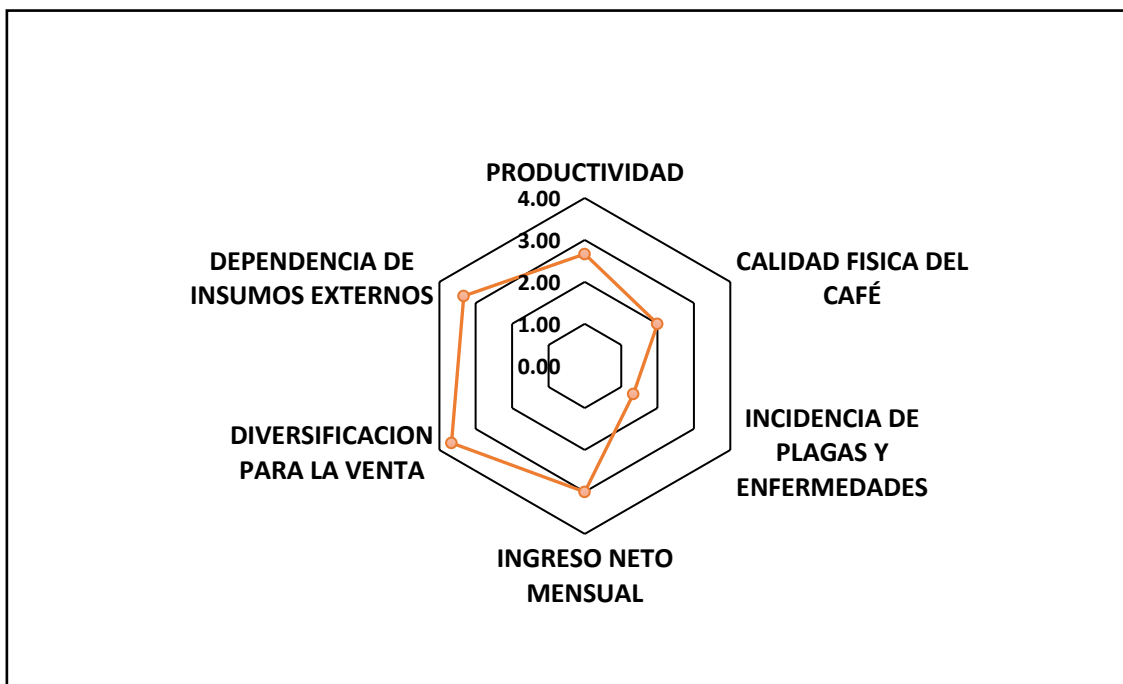 PRODUCTIVIDAD
4.00
3.00
2.00
1.00
0.00
CALIDAD FISICA DEL
CAFÉ
INCIDENCIA DE
PLAGAS Y
ENFERMEDADES
INGRESO NETO
MENSUAL
DIVERSIFICACION
PARA LA VENTA
DEPENDENCIA DE
INSUMOS EXTERNOS